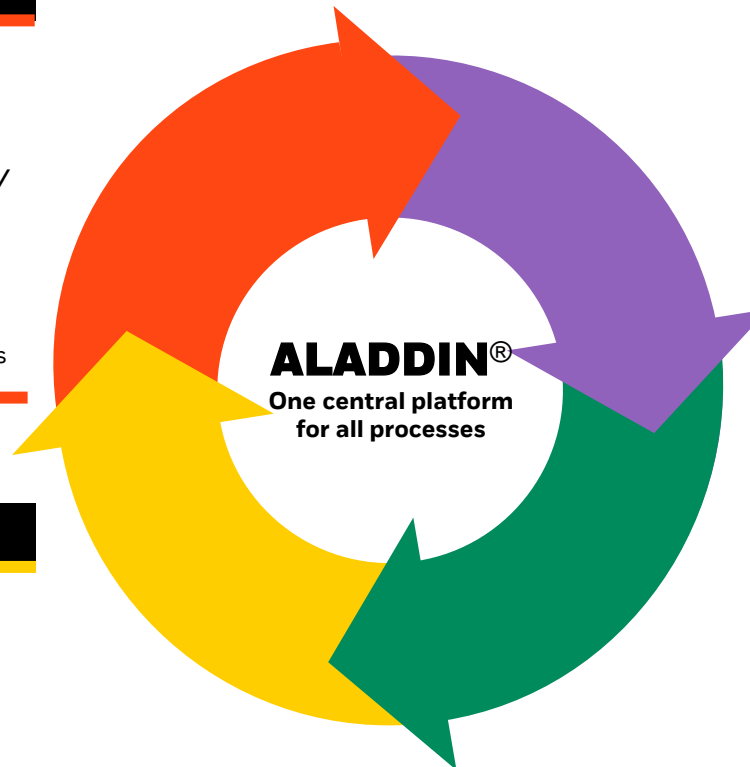 y
s
ALADDIN®
One central platform
for all processes